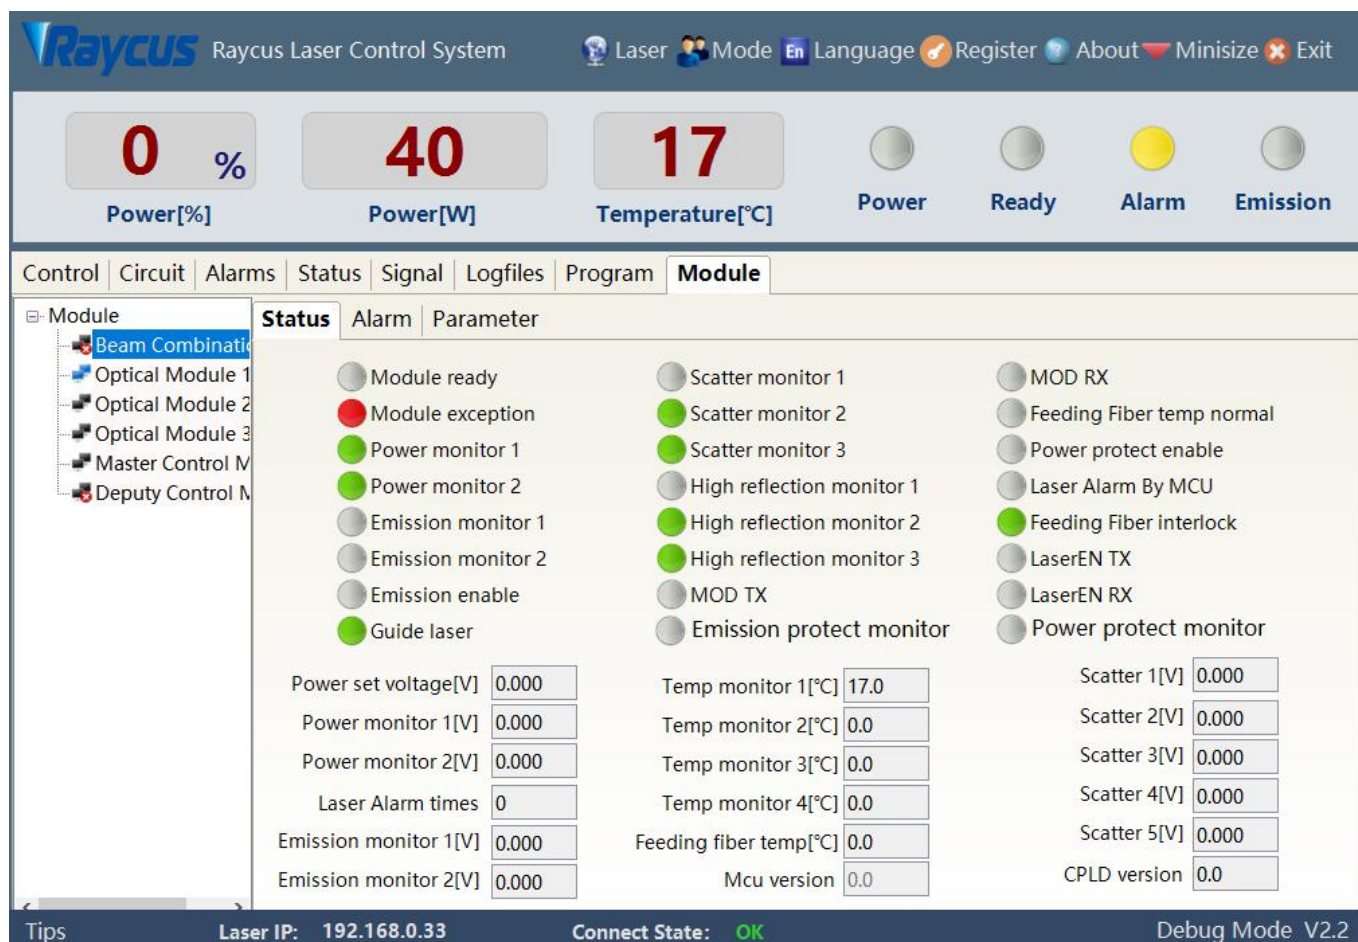 Raycus Raycus Laser Control System Laser Mode En Language Register About Minisize Exit
0 % 40 17
Power[%] Power[W] Temperature[℃] Power Ready Alarm Emission
Control Circuit Alarms Status Signal Logfiles Program Module
Module
Beam Combinatio
Optical Module 1
Optical Module 2
Optical Module 3
Master Control M
Deputy Control M
Status Alarm Parameter
Module ready Scatter monitor 1 MOD RX
Module exception Scatter monitor 2 Feeding Fiber temp normal
Power monitor 1 Scatter monitor 3 Power protect enable
Power monitor 2 High reflection monitor 1 Laser Alarm By MCU
Emission monitor 1 High reflection monitor 2 Feeding Fiber interlock
Emission monitor 2 High reflection monitor 3 LaserEN TX
Emission enable MOD TX LaserEN RX
Guide laser Emission protect monitor Power protect monitor
Power set voltage[V] 0.000 Temp monitor 1[℃] 17.0 Scatter 1[V] 0.000
Power monitor 1[V] 0.000 Temp monitor 2[℃] 0.0 Scatter 2[V] 0.000
Power monitor 2[V] 0.000 Temp monitor 3[℃] 0.0 Scatter 3[V] 0.000
Laser Alarm times 0 Temp monitor 4[℃] 0.0 Scatter 4[V] 0.000
Emission monitor 1[V] 0.000 Feeding fiber temp[℃] 0.0 Scatter 5[V] 0.000
Emission monitor 2[V] 0.000 Mcu version 0.0 CPLD version 0.0
Tips Laser IP: 192.168.0.33 Connect State: OK Debug Mode V2.2